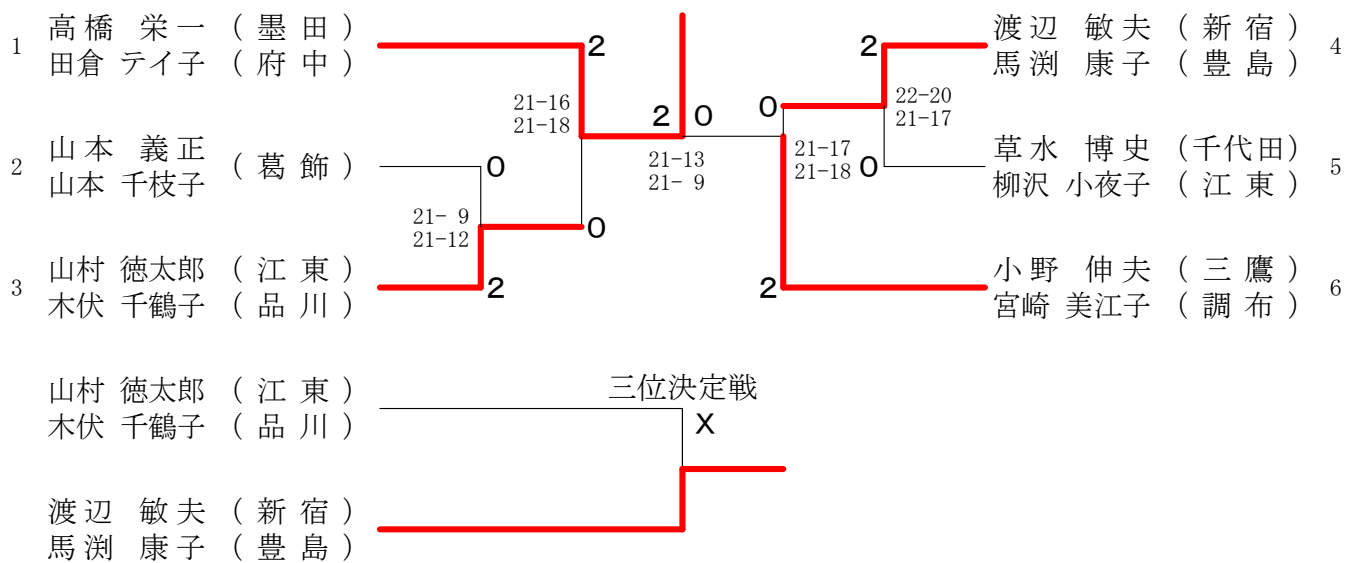 1
高橋 栄一 ( 墨 田 )
田倉 テイ子 ( 府 中 )
2
山本 義正
山本 千枝子
( 葛 飾 )
3
山村 徳太郎 ( 江 東 )
木伏 千鶴子 ( 品 川 )
2
21-16
21-18
0
21- 9
21-12
0
2
2 0
21-13
21- 9
0
21-17
21-18
2
2
22-20
21-17
0
渡辺 敏夫 ( 新 宿 )
馬渕 康子 ( 豊 島 )
4
草水 博史 (千代田)
柳沢 小夜子 ( 江 東 )
5
小野 伸夫 ( 三 鷹 )
宮崎 美江子 ( 調 布 )
6
山村 徳太郎 ( 江 東 )
木伏 千鶴子 ( 品 川 )
三位決定戦
X
渡辺 敏夫 ( 新 宿 )
馬渕 康子 ( 豊 島 )